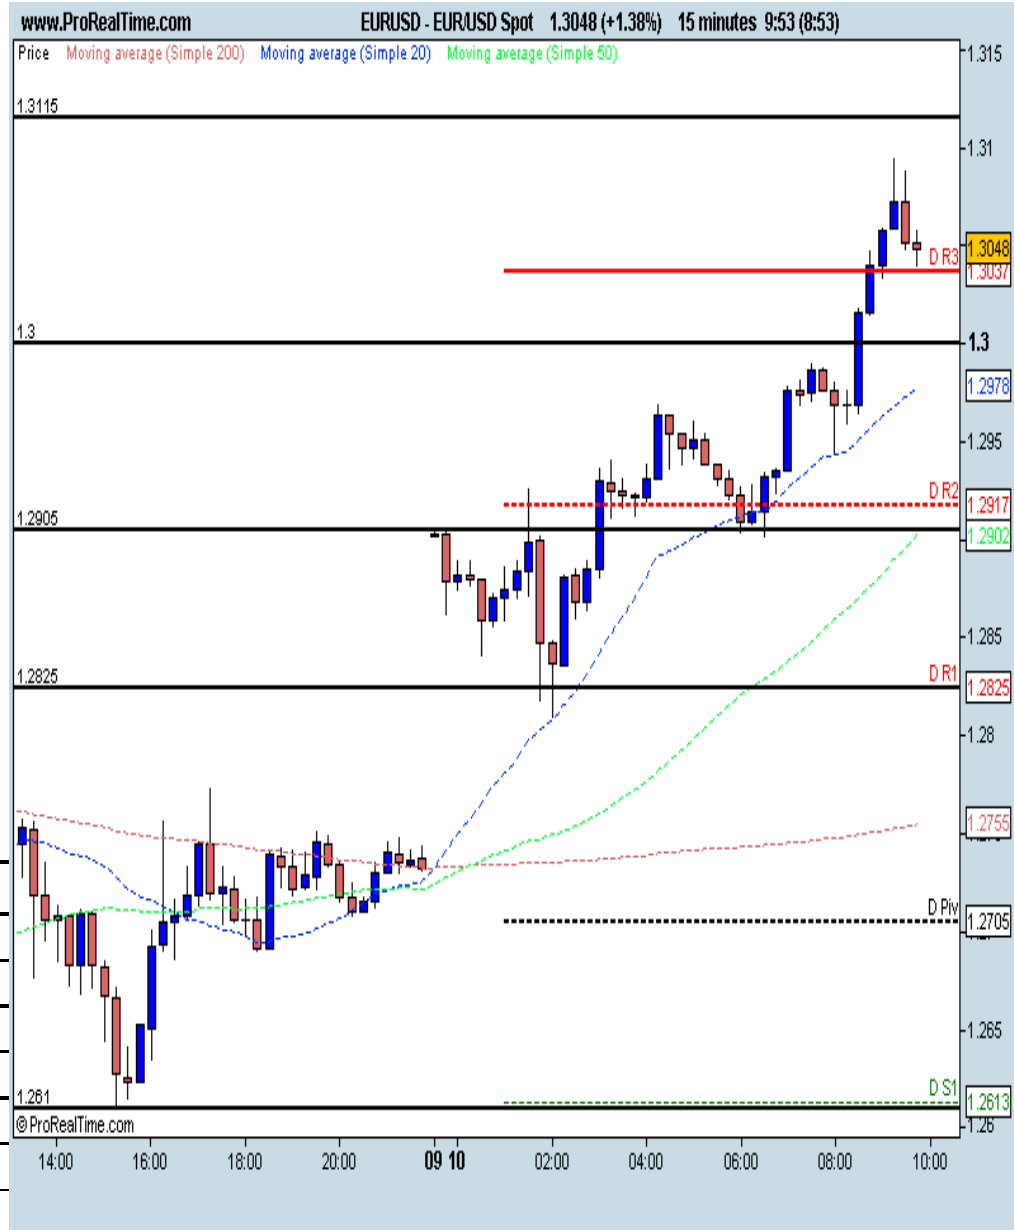 www.ProRealTime.com EURUSD - EUR/USD Spot 1.3048 (+1.38%) 15 minutes 9:53 (8:53)
Price Moving average (Simple 200) Moving average (Simple 20) Moving average (Simple 50)
1.315
1.3115
1.31
D R3 1.3048
1.3037
1.3 1.3
1.2978
1.295
D R2 1.2917
1.2905
1.2902
1.285
1.2825 D R1 1.2825
1.28
1.2755
D Piv 1.2705
1.265
1.261 D S1 1.2613
© ProRealTime.com 1.26
14:00 16:00 18:00 20:00 09 10 02:00 04:00 06:00 08:00 10:00